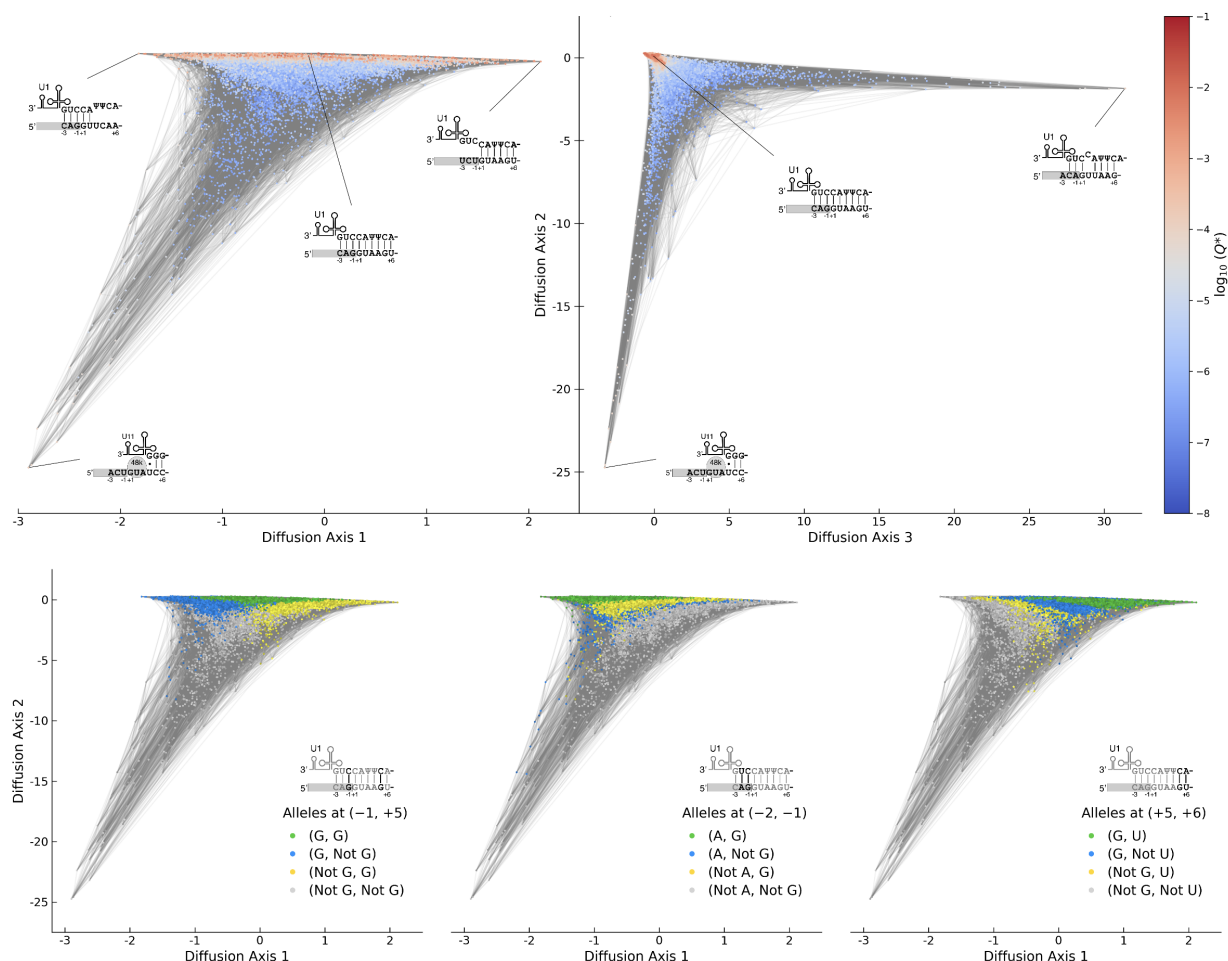 0
-5
-10
-15
-20
-25
Diffusion Axis 2
-3
-2
-1
0
1
2
Diffusion Axis 1
0
5
10
15
20
25
30
Diffusion Axis 3
−1
−2
−3
−4
−5
−6
−7
−8
log10 (Q*)
U1
3'
GUCCAΨΨCA-
5'
CAGGUUCAA-
-3 -1+1 +6
U1
3'
GUC CAΨΨCA-
5'
UCUGUAAGU-
-3 -1+1 +6
U1
3'
GUCCAΨΨCA-
5'
CAGGUAAGU-
-3 -1+1 +6
U11
3'
GGG-
48k
5'
ACUGUAUCC-
-3 -1+1 +6
U1
3'
GUCCAΨΨCA-
5'
CAGGUAAGU-
-3 -1+1 +6
U1
3'
GUC CAΨΨCA-
5'
ACAGUUAAG-
-3 -1+1 +6
U11
3'
GGG-
48k
5'
ACUGUAUCC-
-3 -1+1 +6
0
-5
-10
-15
-20
-25
Diffusion Axis 2
U1
3'
GUCCAΨΨCA-
5'
CAGGUAAGU-
-3 -1+1 +6
Alleles at (−1, +5)
(G, G)
(G, Not G)
(Not G, G)
(Not G, Not G)
-3
-2
-1
0
1
2
Diffusion Axis 1
U1
3'
GUCCAΨΨCA-
5'
CAGGUAAGU-
-3 -1+1 +6
Alleles at (−2, −1)
(A, G)
(A, Not G)
(Not A, G)
(Not A, Not G)
-3
-2
-1
0
1
2
Diffusion Axis 1
U1
3'
GUCCAΨΨCA-
5'
CAGGUAAGU-
-3 -1+1 +6
Alleles at (+5, +6)
(G, U)
(G, Not U)
(Not G, U)
(Not G, Not U)
-3
-2
-1
0
1
2
Diffusion Axis 1